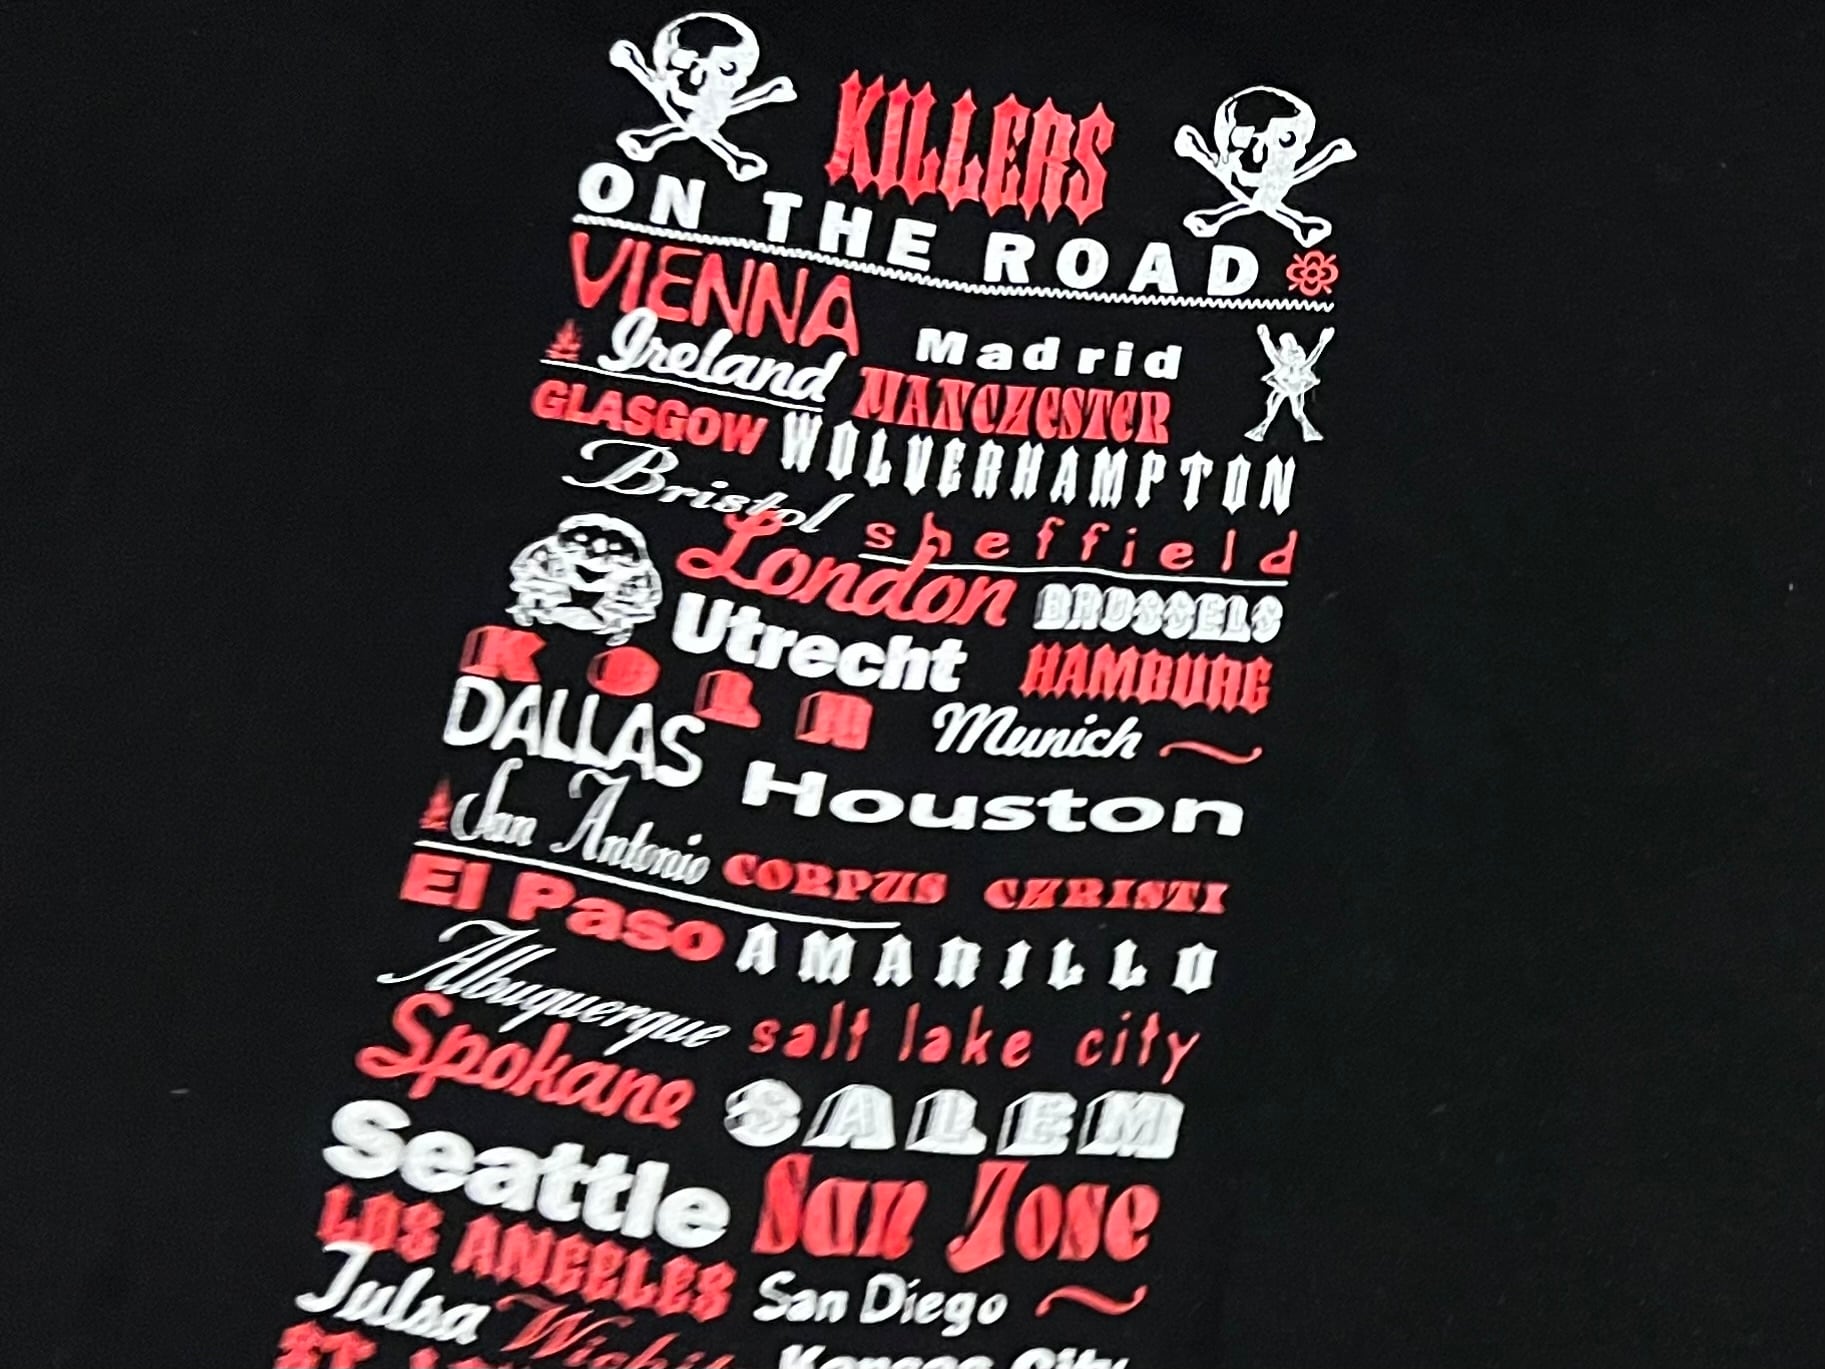 KILLERS
ON THE ROAD
VIENNA
Ireland Madrid
MANCHESTER
GLASGOW WOLVERHAMPTON
Bristol sheffield
London BRUSSELS
Utrecht HAMBURG
KOLN Munich
DALLAS Houston
San Antonio CORPUS CHRISTI
El Paso AMARILLO
Albuquerque salt lake city
Spokane SALEM
Seattle San Jose
LOS ANGELES San Diego
Tulsa
Kansas City